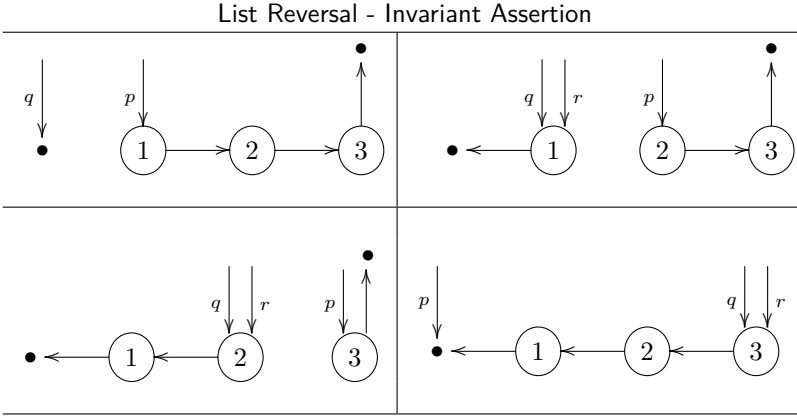 List Reversal - Invariant Assertion
q p
1 2 3
q r p
1 2 3
q r p
1 2 3
p q r
1 2 3